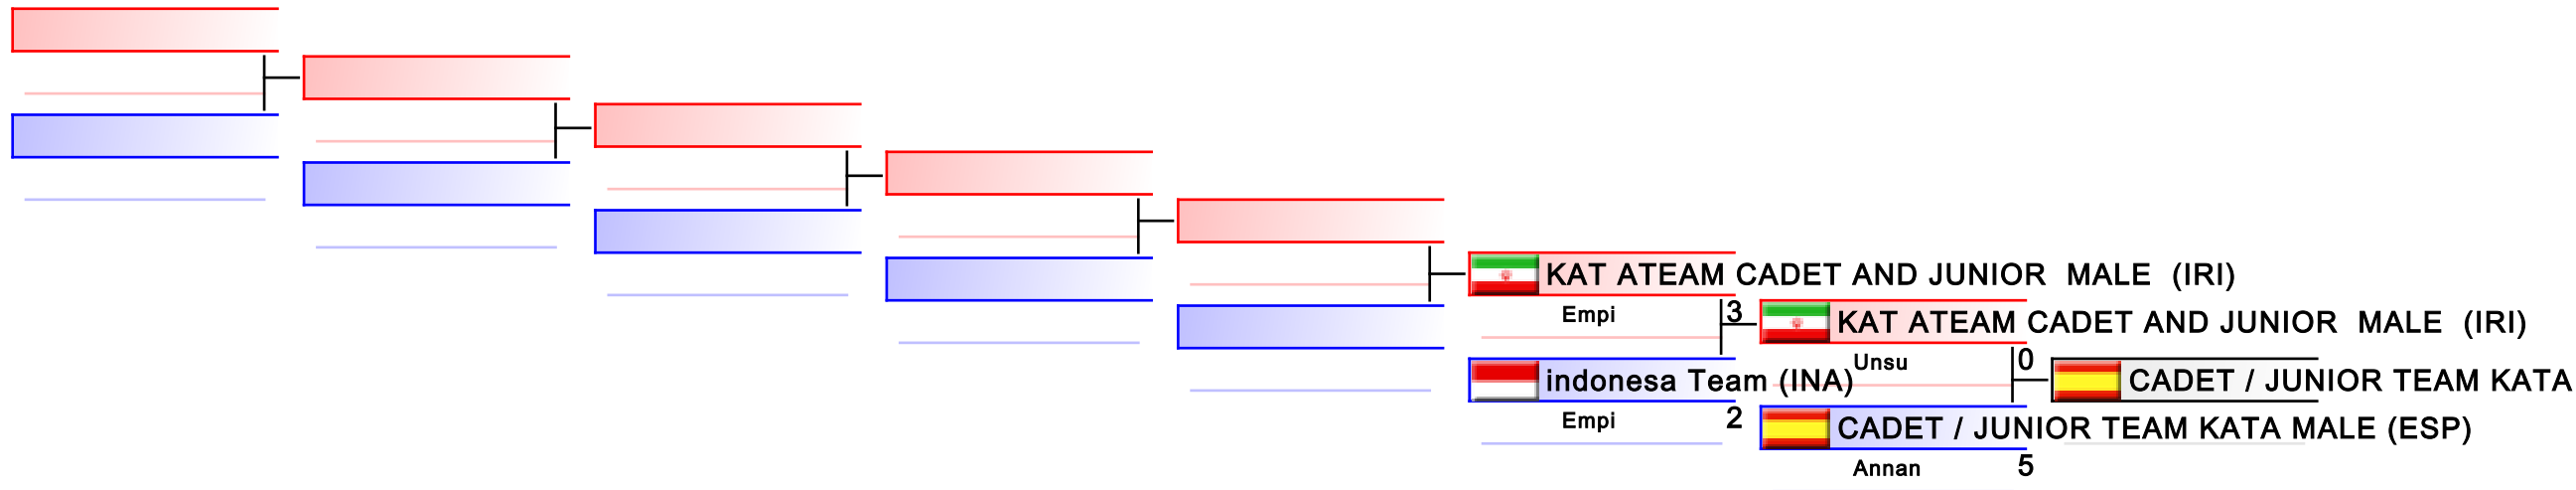 KAT ATEAM CADET AND JUNIOR  MALE  (IRI)
Empi
3
KAT ATEAM CADET AND JUNIOR  MALE  (IRI)
Unsu
0
indonesa Team (INA)
CADET / JUNIOR TEAM KATA
Empi
2
CADET / JUNIOR TEAM KATA MALE (ESP)
Annan
5